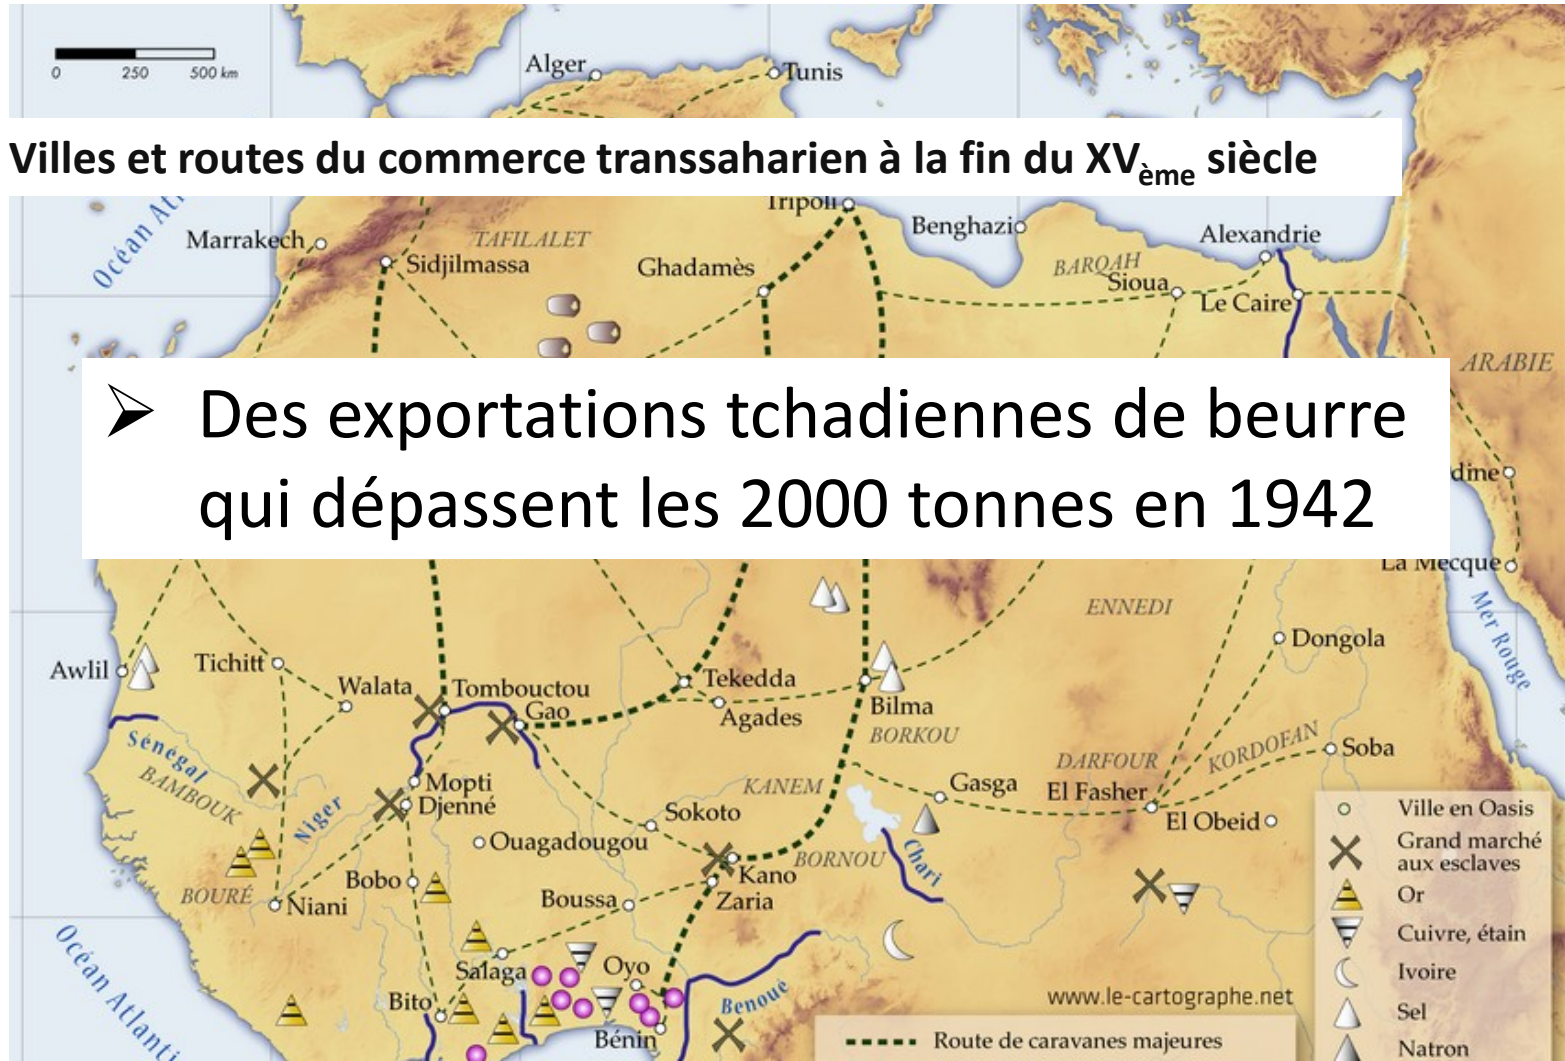 0 250 500 km
Alger
Tunis
Villes et routes du commerce transsaharien à la fin du XVème siècle
Tripoli
Océan Atl
Marrakech
TAFILALET
Sidjilmassa
Ghadamès
Benghazi
BARQAH
Sioua
Alexandrie
Le Caire
ARABIE
➢ Des exportations tchadiennes de beurre
qui dépassent les 2000 tonnes en 1942
dine
La Mecque
Mer Rouge
ENNEDI
Dongola
Awlil
Tichitt
Walata
Tombouctou
Gao
Tekedda
Agades
Bilma
BORKOU
Sénégal
BAMBOUK
Mopti
Djenné
Niger
KANEM
Sokoto
Gasga
DARFOUR
El Fasher
KORDOFAN
Soba
El Obeid
Ouagadougou
BORNOU
Chari
Kano
Zaria
BOURÉ
Niani
Bobo
Boussa
Salaga
Oyo
Bito
Bénin
Benoué
Océan Atlanti
www.le-cartographe.net
Route de caravanes majeures
Ville en Oasis
Grand marché
aux esclaves
Or
Cuivre, étain
Ivoire
Sel
Natron